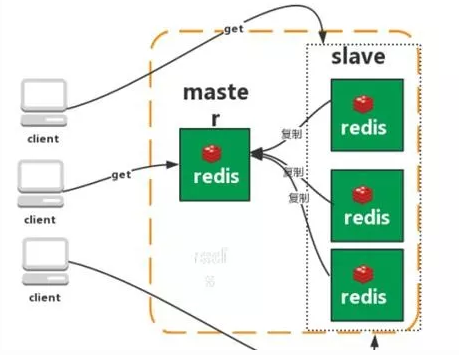 get
slave
maste
r
redis
复制
client
redis
get
复制
redis
复制
client
redis
client